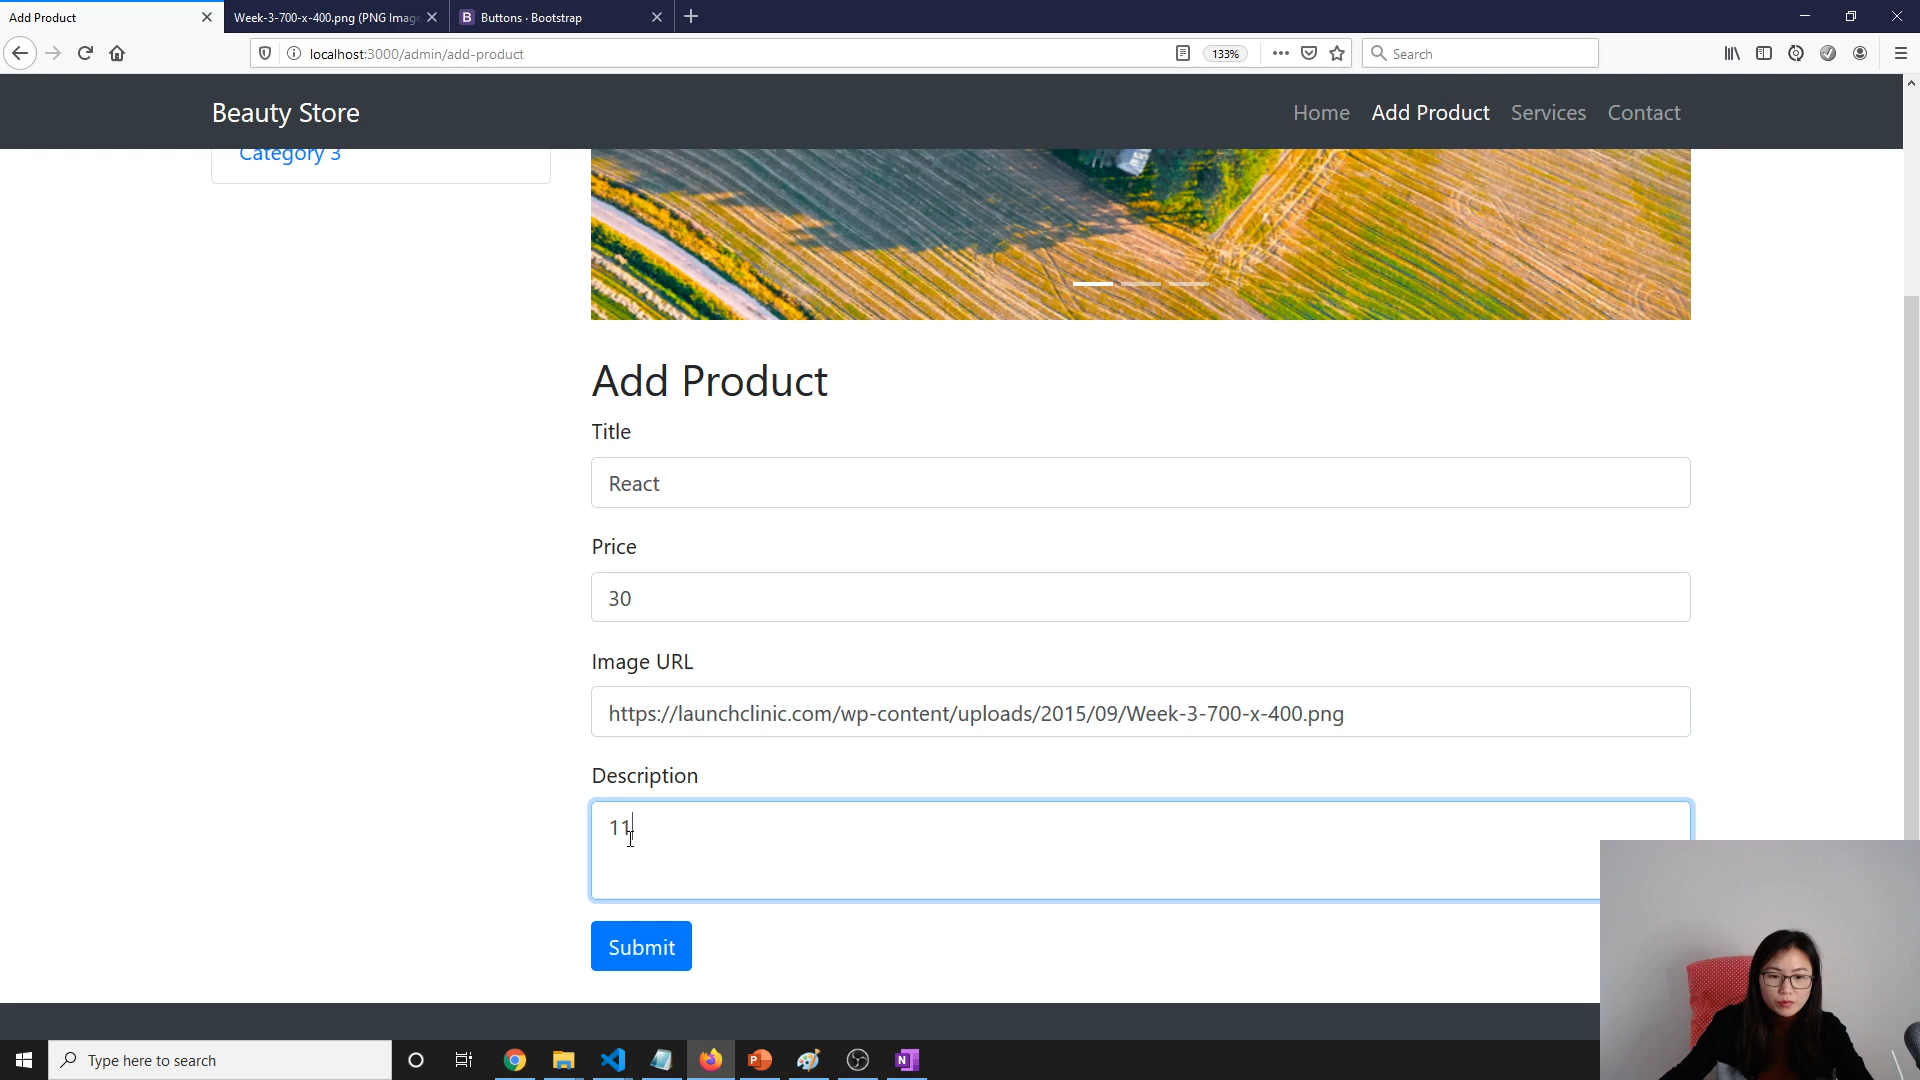 Add Product
Week-3-700-x-400.png (PNG Imag
B Buttons · Bootstrap
localhost:3000/admin/add-product
133%
Search
Beauty Store
Home Add Product Services Contact
Category 3
Add Product
Title
React
Price
30
Image URL
https://launchclinic.com/wp-content/uploads/2015/09/Week-3-700-x-400.png
Description
11
Submit
Type here to search